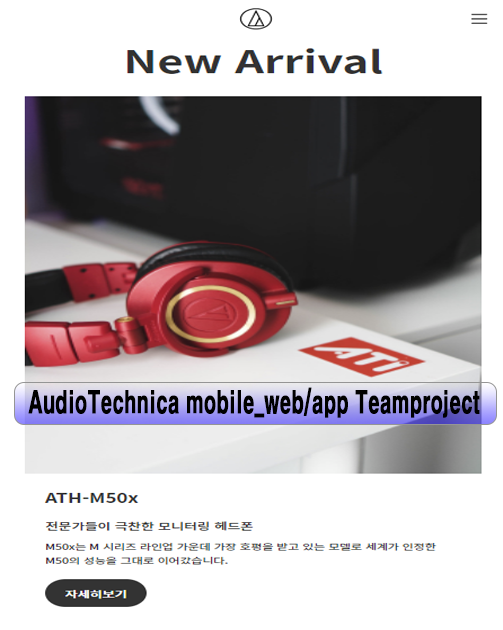 New Arrival
ATi
AudioTechnica mobile_web/app Teamproject
ATH-M50x
전문가들이 극찬한 모니터링 헤드폰
M50x는 M 시리즈 라인업 가운데 가장 호평을 받고 있는 모델로 세계가 인정한
M50의 성능을 그대로 이어갔습니다.
자세히보기